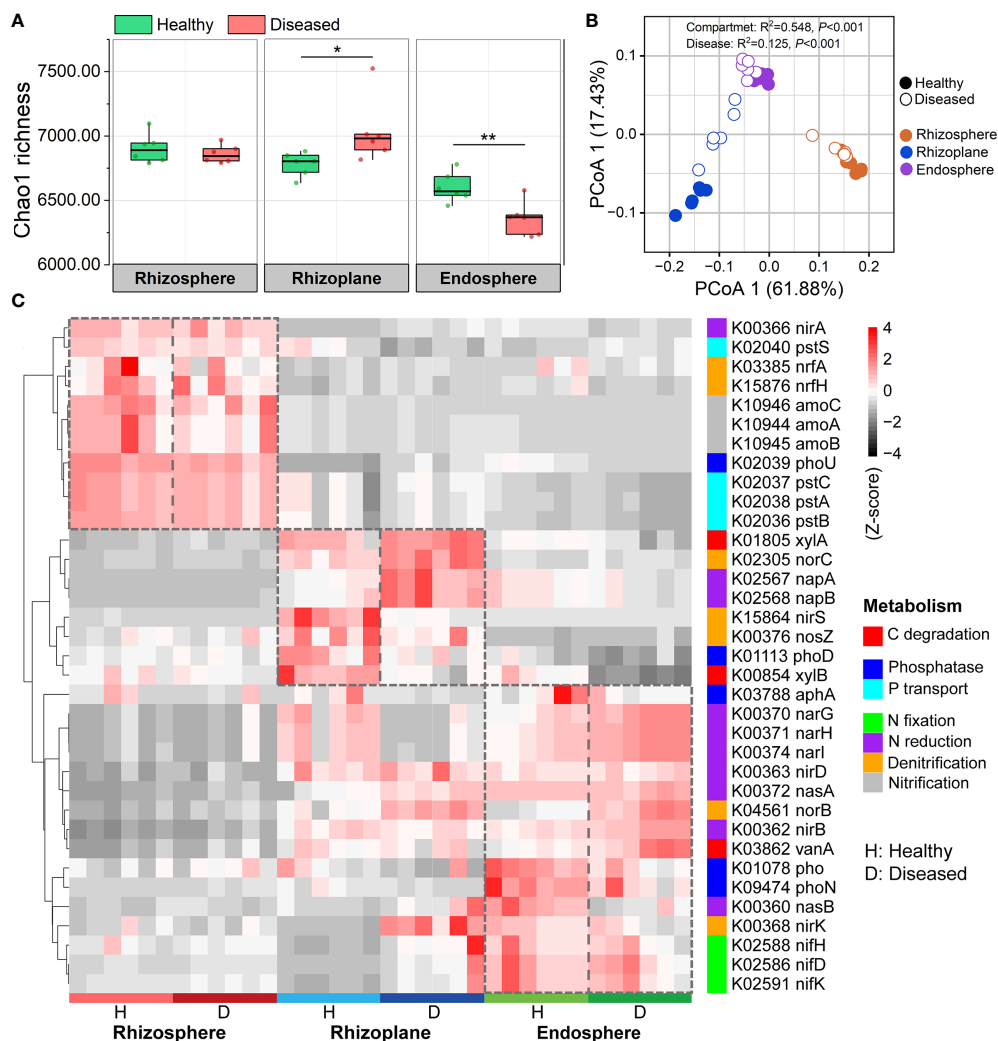 A
Healthy Diseased
Chao1 richness
7500.00
7000.00
6500.00
6000.00
*
**
Rhizosphere Rhizoplane Endosphere
B
Compartmet: R²=0.548, P<0.001
Disease: R²=0.125, P<0.001
PCoA 1 (17.43%)
0.1
0.0
−0.1
−0.2 −0.1 0.0 0.1 0.2
PCoA 1 (61.88%)
Healthy
Diseased
Rhizosphere
Rhizoplane
Endosphere
C
K00366 nirA
K02040 pstS
K03385 nrfA
K15876 nrfH
K10946 amoC
K10944 amoA
K10945 amoB
K02039 phoU
K02037 pstC
K02038 pstA
K02036 pstB
K01805 xylA
K02305 norC
K02567 napA
K02568 napB
K15864 nirS
K00376 nosZ
K01113 phoD
K00854 xylB
K03788 aphA
K00370 narG
K00371 narH
K00374 narI
K00363 nirD
K00372 nasA
K04561 norB
K00362 nirB
K03862 vanA
K01078 pho
K09474 phoN
K00360 nasB
K00368 nirK
K02588 nifH
K02586 nifD
K02591 nifK
4
2
0
−2
−4
(Z-score)
Metabolism
C degradation
Phosphatase
P transport
N fixation
N reduction
Denitrification
Nitrification
H: Healthy
D: Diseased
H D H D H D
Rhizosphere Rhizoplane Endosphere